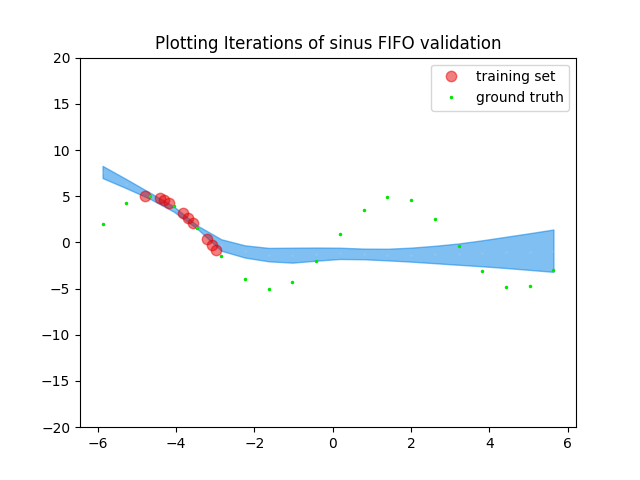 Plotting Iterations of sinus FIFO validation
training set
ground truth
20
15
10
5
0
−5
−10
−15
−20
−6 −4 −2 0 2 4 6